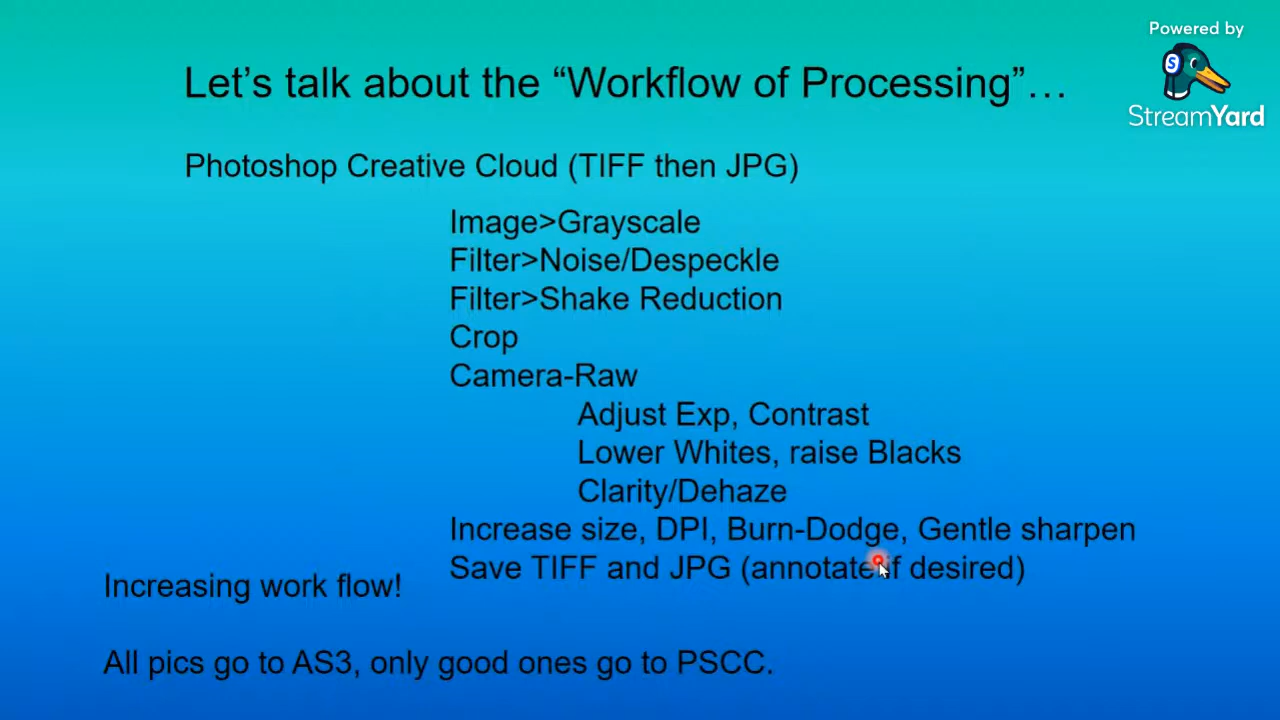 Powered by
StreamYard
Let's talk about the “Workflow of Processing”…
Photoshop Creative Cloud (TIFF then JPG)
Image>Grayscale
Filter>Noise/Despeckle
Filter>Shake Reduction
Crop
Camera-Raw
Adjust Exp, Contrast
Lower Whites, raise Blacks
Clarity/Dehaze
Increase size, DPI, Burn-Dodge, Gentle sharpen
Save TIFF and JPG (annotate if desired)
Increasing work flow!
All pics go to AS3, only good ones go to PSCC.